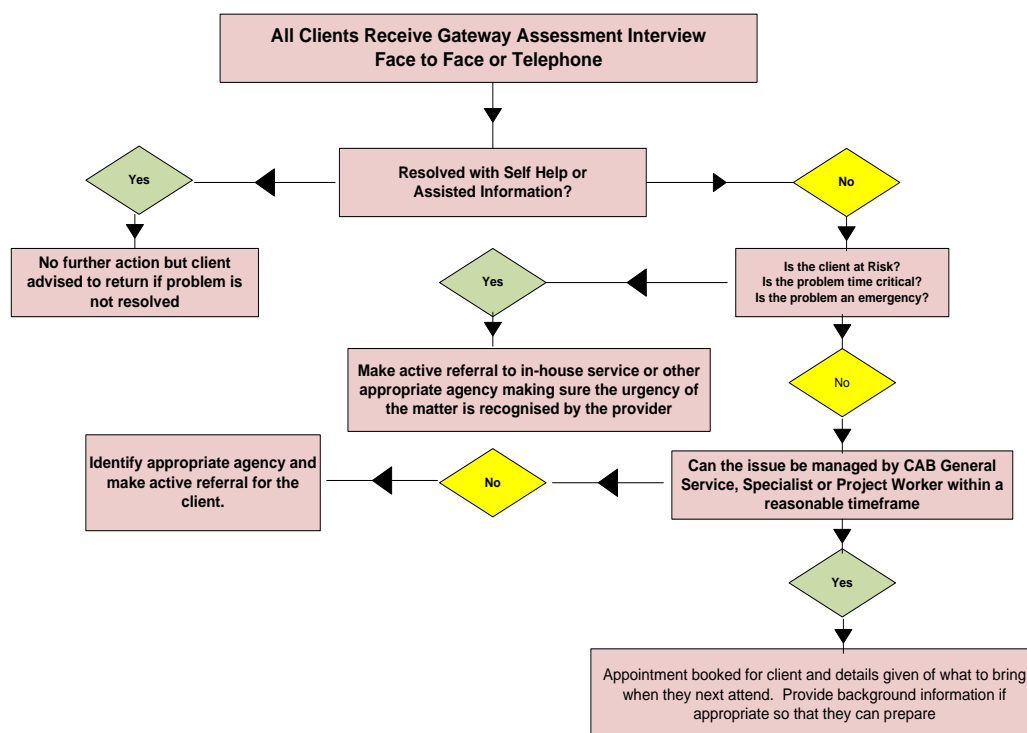 All Clients Receive Gateway Assessment Interview
Face to Face or Telephone
Resolved with Self Help or
Assisted Information?
Yes
No
No further action but client
advised to return if problem is
not resolved
Is the client at Risk?
Is the problem time critical?
Is the problem an emergency?
Yes
Make active referral to in-house service or other
appropriate agency making sure the urgency of
the matter is recognised by the provider
No
Can the issue be managed by CAB General
Service, Specialist or Project Worker within a
reasonable timeframe
No
Identify appropriate agency and
make active referral for the
client.
Yes
Appointment booked for client and details given of what to bring
when they next attend.  Provide background information if
appropriate so that they can prepare